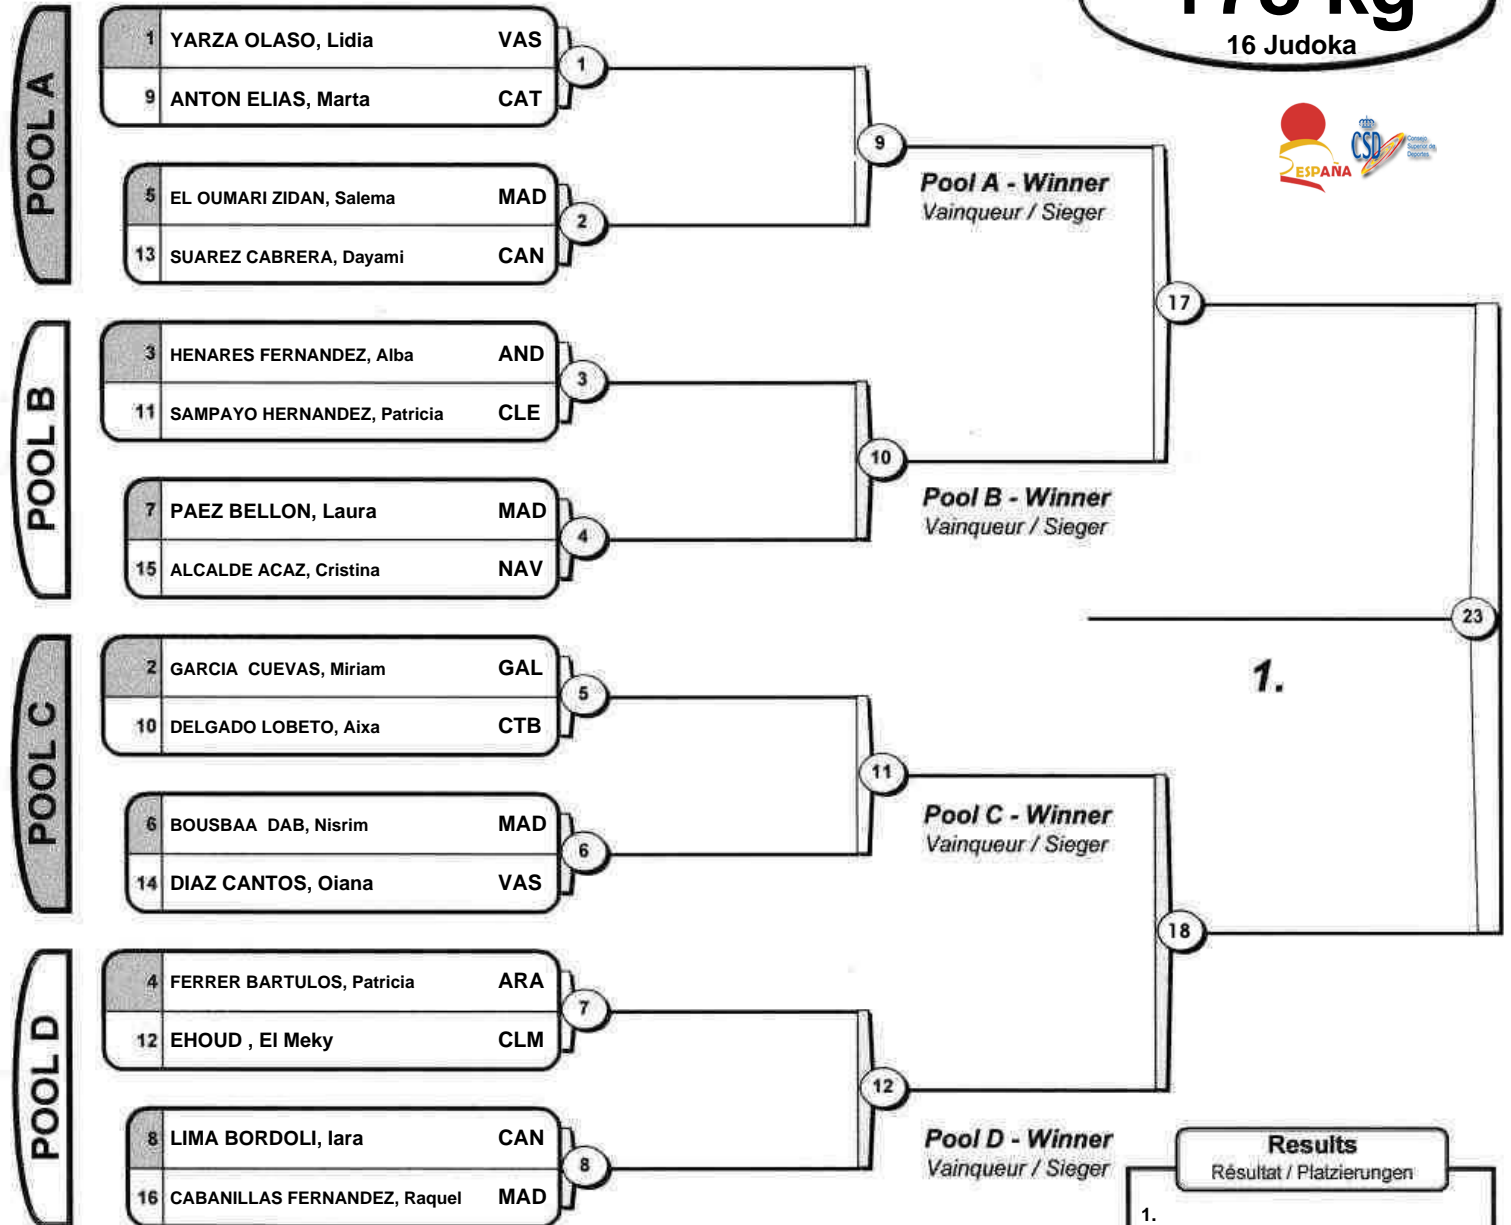 +78 kg
16 Judoka
ESPAÑA
CSD
Consejo
Superior de
Deportes
POOL A
1 YARZA OLASO, Lidia VAS
9 ANTON ELIAS, Marta CAT
1
5 EL OUMARI ZIDAN, Salema MAD
13 SUAREZ CABRERA, Dayami CAN
2
9
Pool A - Winner
Vainqueur / Sieger
17
POOL B
3 HENARES FERNANDEZ, Alba AND
11 SAMPAYO HERNANDEZ, Patricia CLE
3
7 PAEZ BELLON, Laura MAD
15 ALCALDE ACAZ, Cristina NAV
4
10
Pool B - Winner
Vainqueur / Sieger
23
1.
POOL C
2 GARCIA CUEVAS, Miriam GAL
10 DELGADO LOBETO, Aixa CTB
5
6 BOUSBAA DAB, Nisrim MAD
14 DIAZ CANTOS, Oiana VAS
6
11
Pool C - Winner
Vainqueur / Sieger
18
POOL D
4 FERRER BARTULOS, Patricia ARA
12 EHOUD , El Meky CLM
7
8 LIMA BORDOLI, Iara CAN
16 CABANILLAS FERNANDEZ, Raquel MAD
8
12
Pool D - Winner
Vainqueur / Sieger
Results
Résultat / Platzierungen
1.